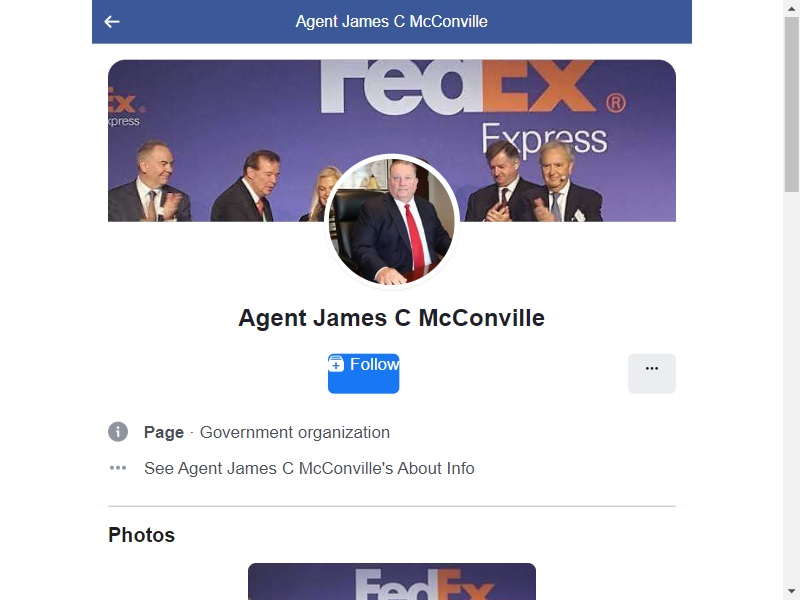 Agent James C McConville
FedEx®
Ex.
xpress
Express
Agent James C McConville
Follow
Page · Government organization
See Agent James C McConville's About Info
Photos
FedEx